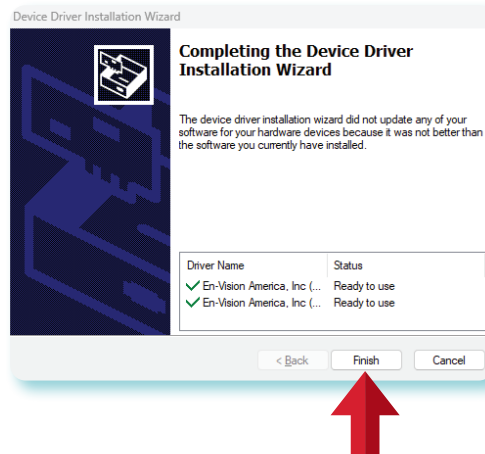 Device Driver Installation Wizard
Completing the Device Driver
Installation Wizard
The device driver installation wizard did not update any of your
software for your hardware devices because it was not better than
the software you currently have installed.
Driver Name Status
En-Vision America, Inc (... Ready to use
En-Vision America, Inc (... Ready to use
< Back Finish Cancel